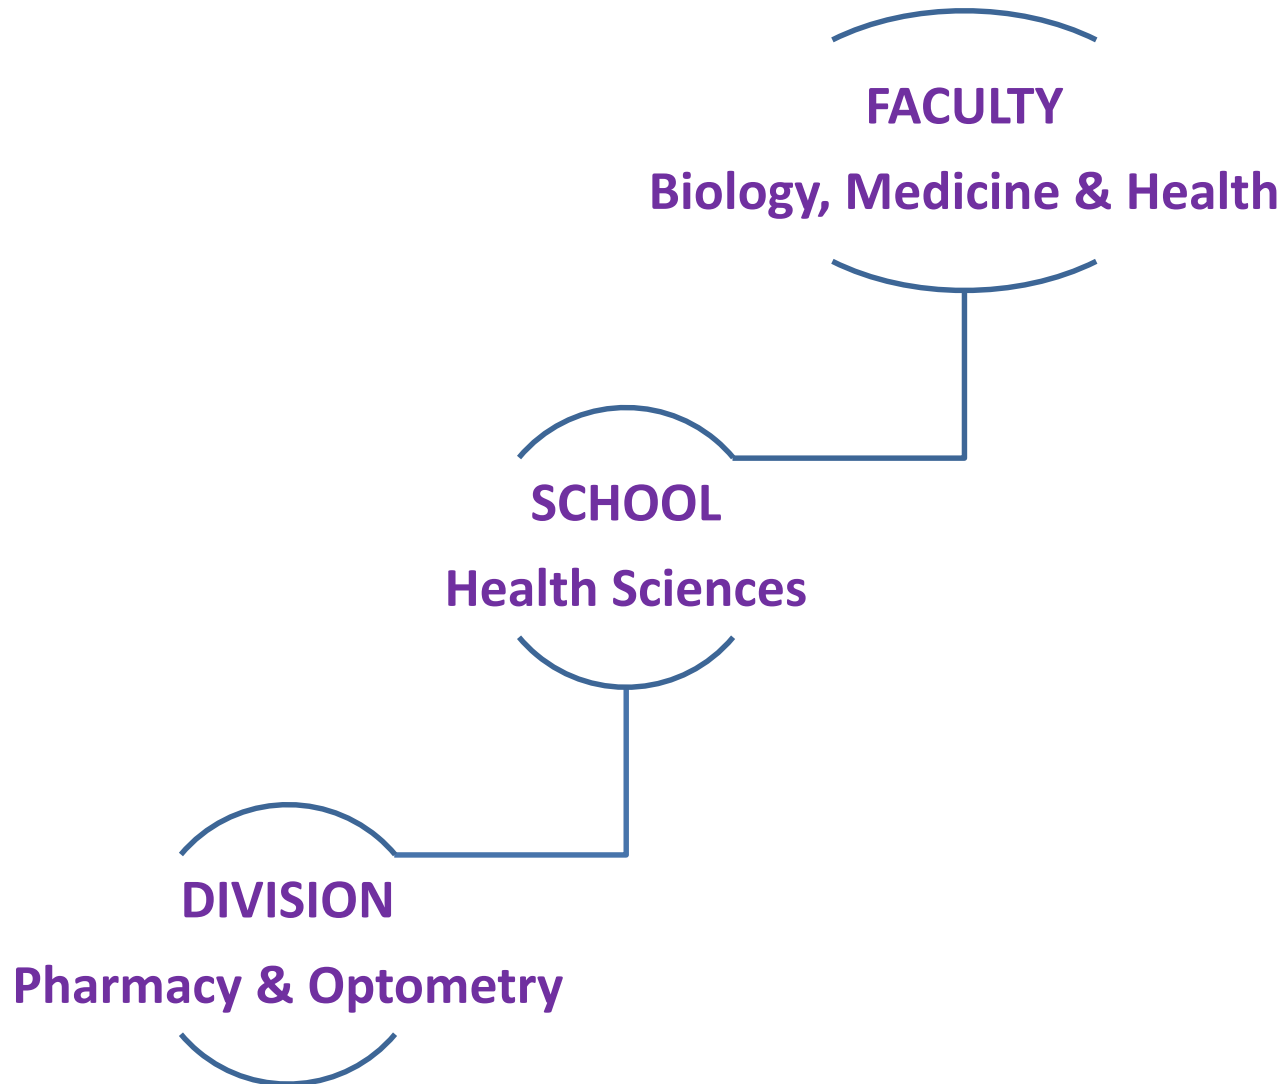 FACULTY
Biology, Medicine & Health
SCHOOL
Health Sciences
DIVISION
Pharmacy & Optometry